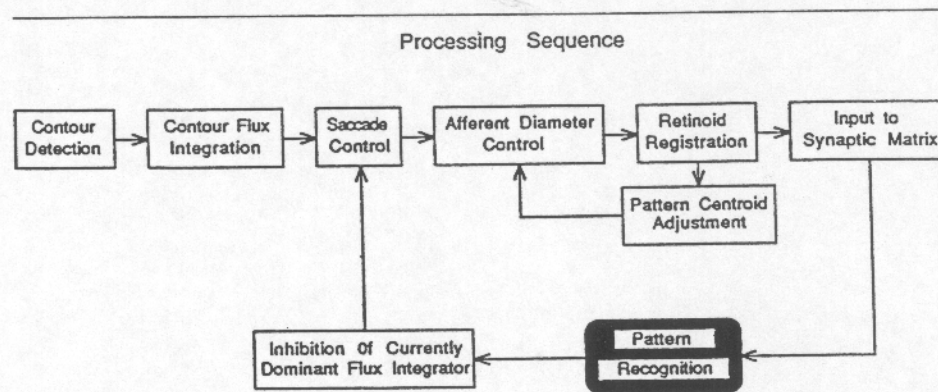 Processing Sequence
Contour
Detection
Contour Flux
Integration
Saccade
Control
Afferent Diameter
Control
Retinoid
Registration
Input to
Synaptic Matrix
Pattern Centroid
Adjustment
Inhibition Of Currently
Dominant Flux Integrator
Pattern
Recognition